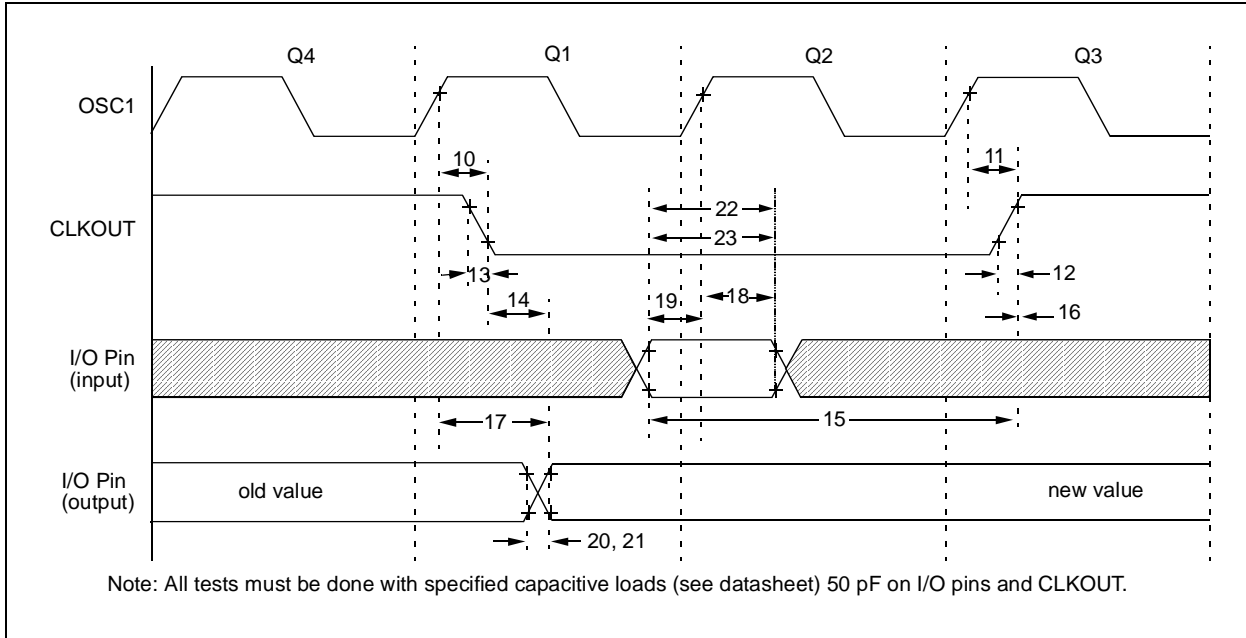 Q4 Q1 Q2 Q3
OSC1
10 11
22
CLKOUT
23
13 12
14 19 18
16
I/O Pin
(input)
17 15
I/O Pin
(output)
old value new value
20, 21
Note: All tests must be done with specified capacitive loads (see datasheet) 50 pF on I/O pins and CLKOUT.